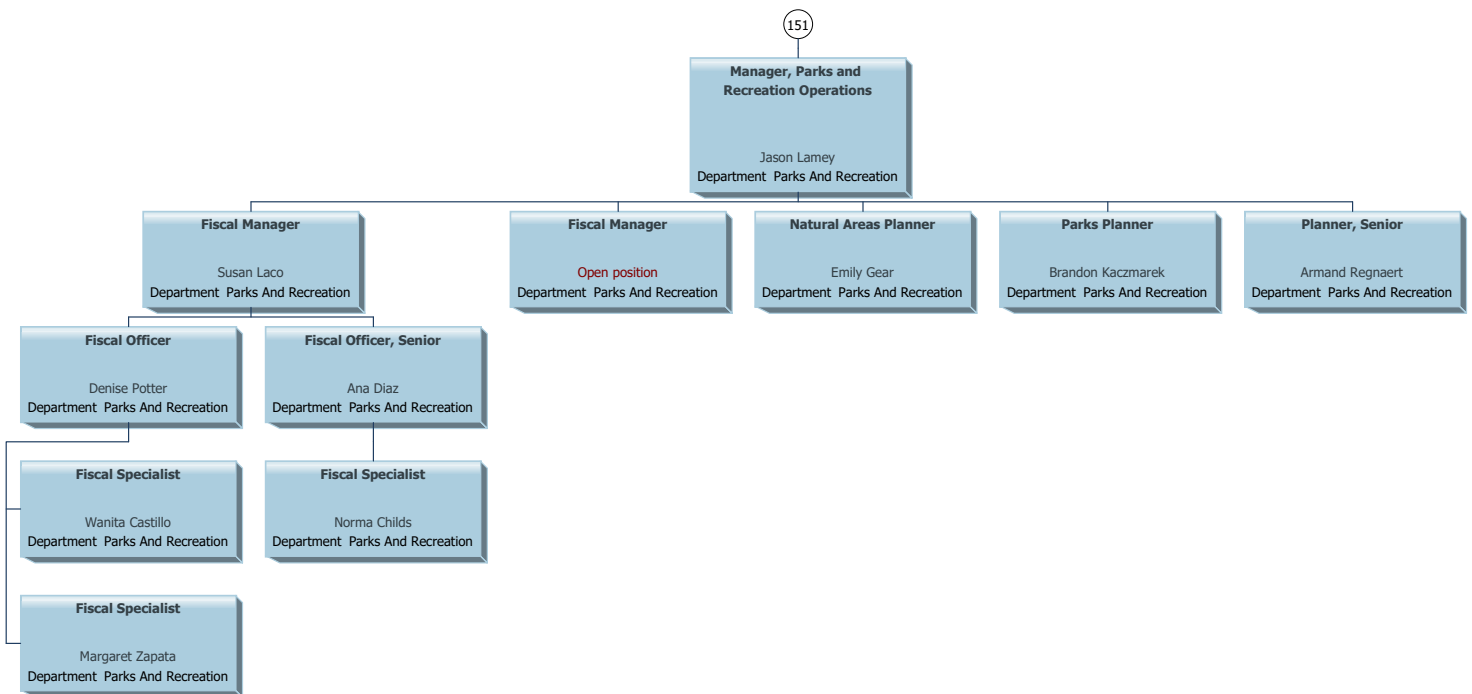 151
Manager, Parks and
Recreation Operations
Jason Lamey
Department Parks And Recreation
Fiscal Manager
Susan Laco
Department Parks And Recreation
Fiscal Manager
Open position
Department Parks And Recreation
Natural Areas Planner
Emily Gear
Department Parks And Recreation
Parks Planner
Brandon Kaczmarek
Department Parks And Recreation
Planner, Senior
Armand Regnaert
Department Parks And Recreation
Fiscal Officer
Denise Potter
Department Parks And Recreation
Fiscal Officer, Senior
Ana Diaz
Department Parks And Recreation
Fiscal Specialist
Wanita Castillo
Department Parks And Recreation
Fiscal Specialist
Norma Childs
Department Parks And Recreation
Fiscal Specialist
Margaret Zapata
Department Parks And Recreation